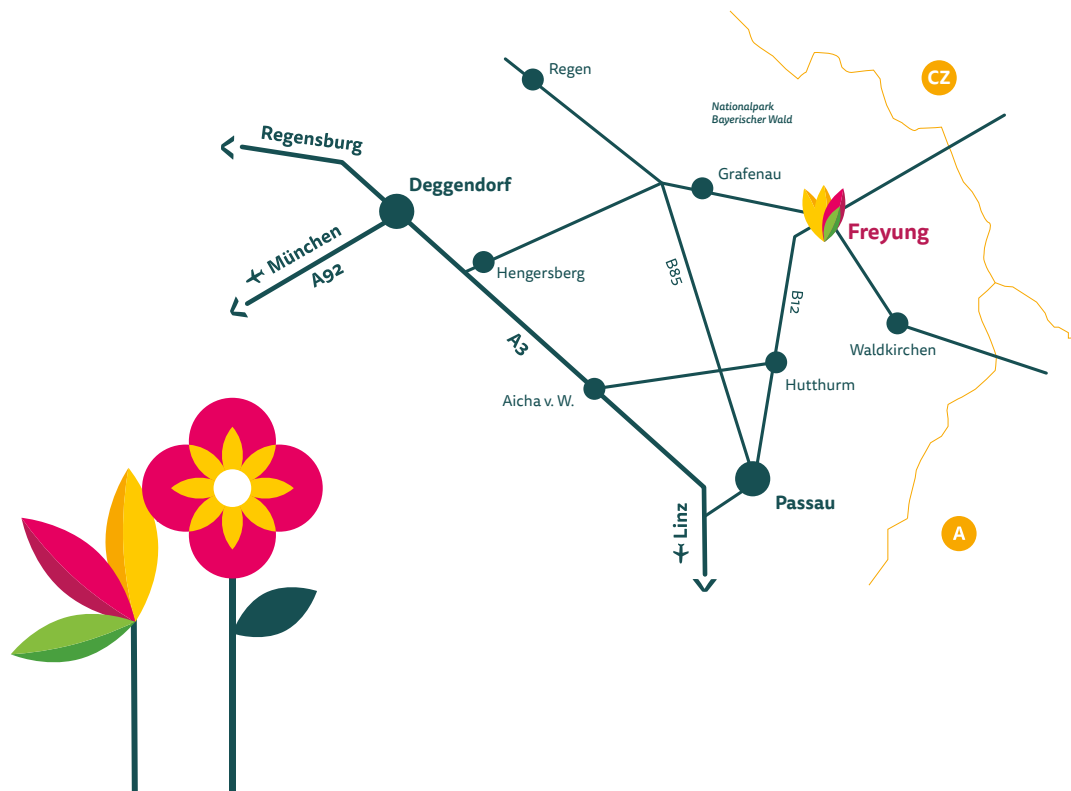 CZ
Regen
Nationalpark
Bayerischer Wald
Regensburg
Grafenau
Deggendorf
Freyung
München
A92
Hengersberg
B85
B12
A3
Waldkirchen
Hutthurm
Aicha v. W.
Passau
Linz
A